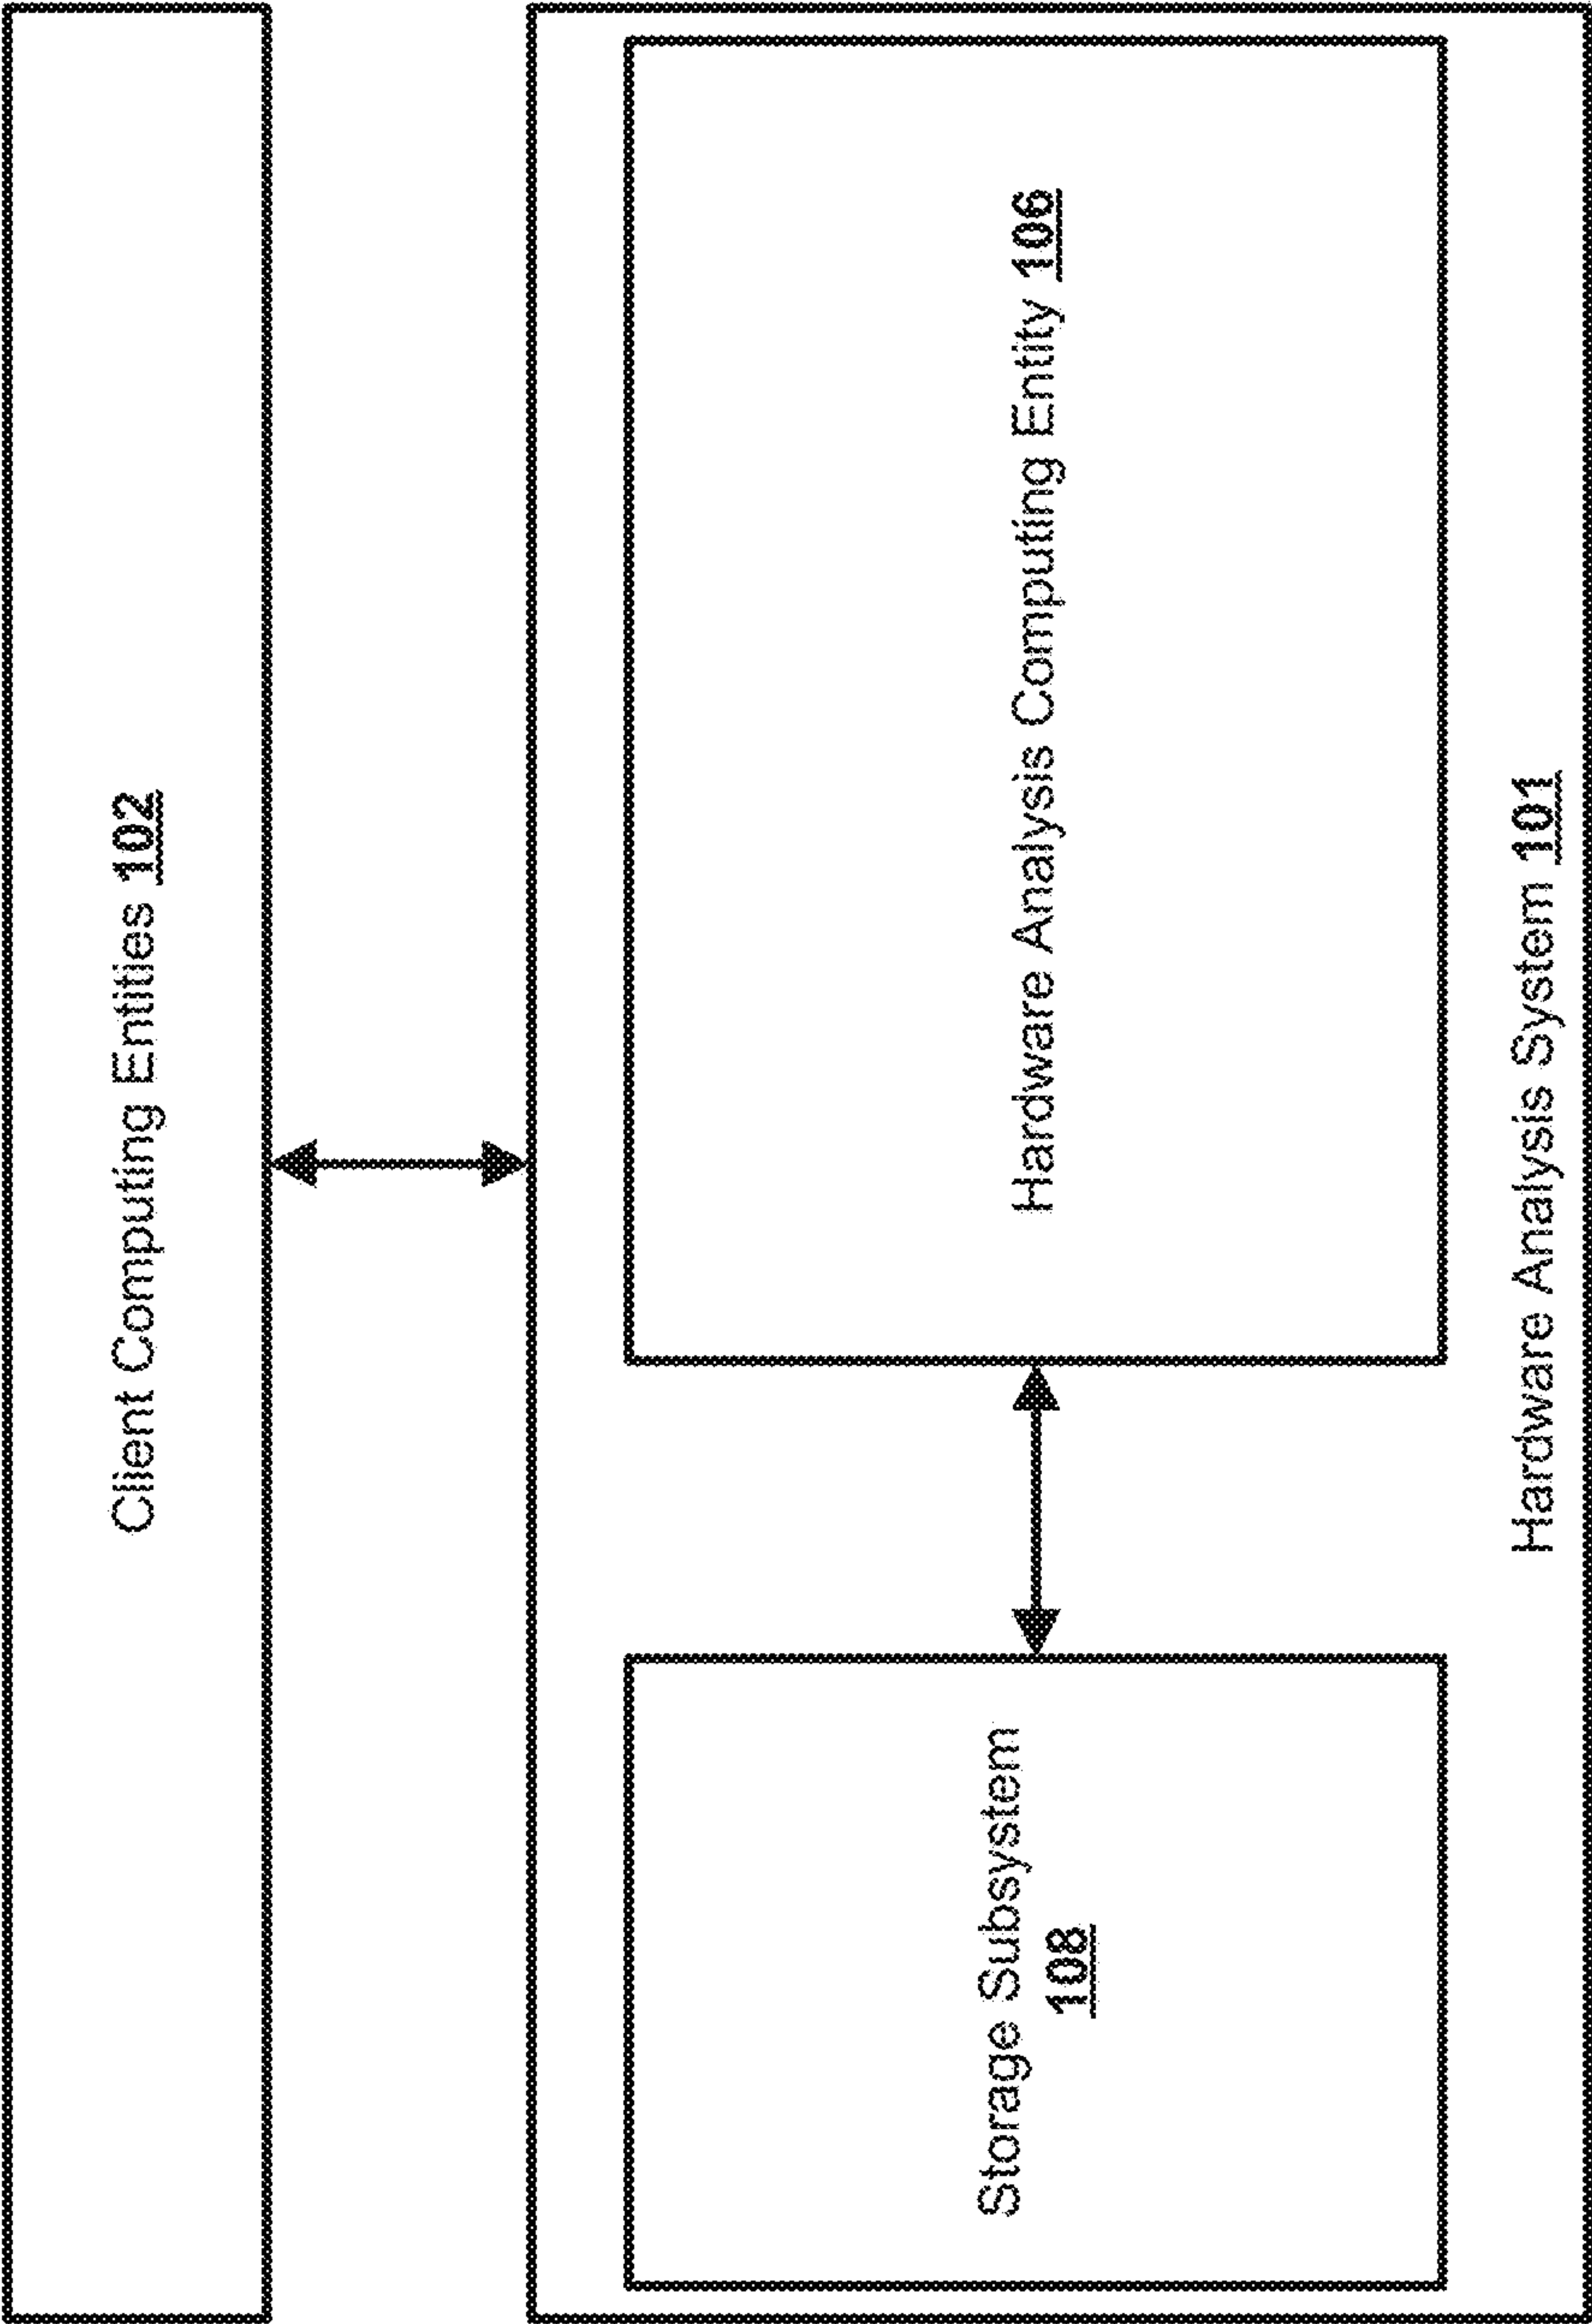 Client Computing Entities 102
Storage Subsystem
108
Hardware Analysis Computing Entity 106
Hardware Analysis System 101